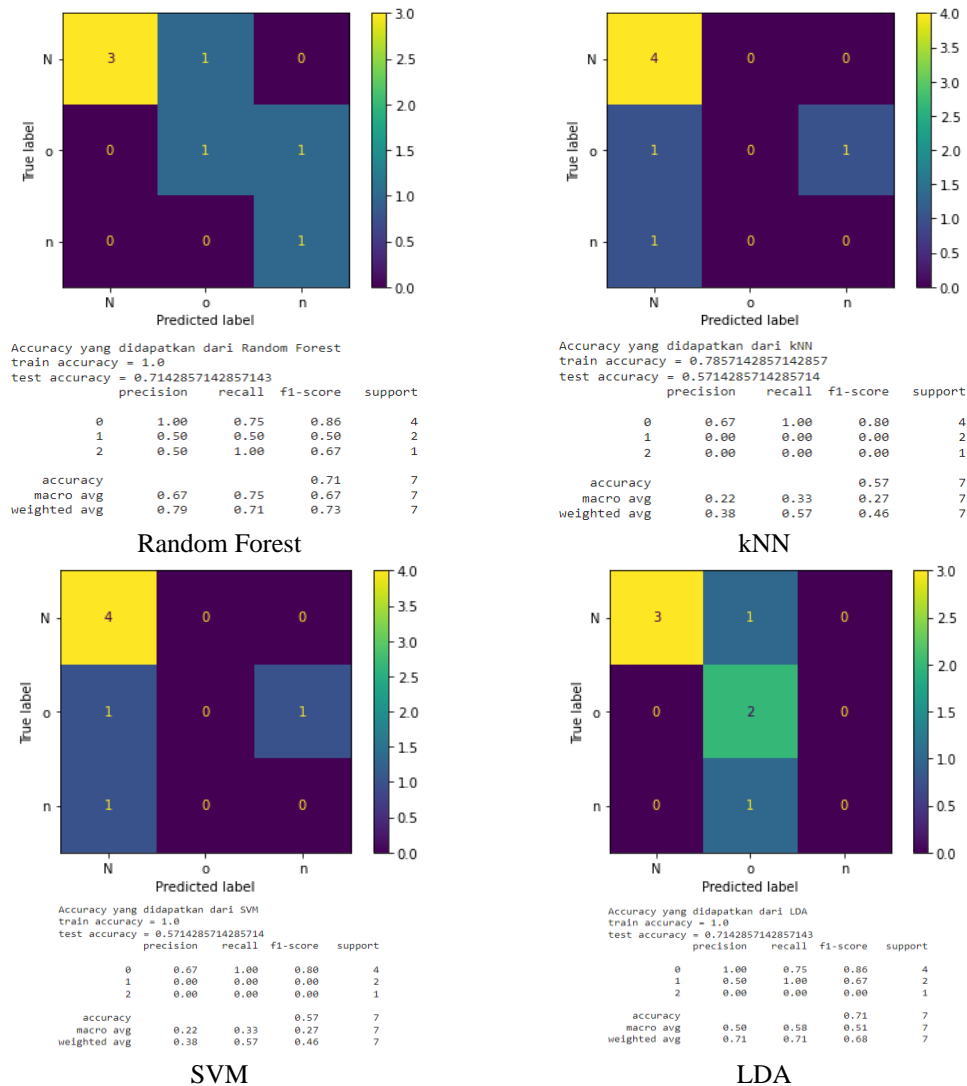 3.0
N 3 1 0
2.5
2.0
True label
o 0 1 1
1.5
1.0
n 0 0 1
0.5
0.0
N o n
Predicted label
Accuracy yang didapatkan dari Random Forest
train accuracy = 1.0
test accuracy = 0.7142857142857143
precision recall f1-score support
0 1.00 0.75 0.86 4
1 0.50 0.50 0.50 2
2 0.50 1.00 0.67 1
accuracy 0.71 7
macro avg 0.67 0.75 0.67 7
weighted avg 0.79 0.71 0.73 7
Random Forest
4.0
N 4 0 0
3.5
3.0
2.5
True label
o 1 0 1
2.0
1.5
1.0
n 1 0 0
0.5
0.0
N o n
Predicted label
Accuracy yang didapatkan dari kNN
train accuracy = 0.7857142857142857
test accuracy = 0.5714285714285714
precision recall f1-score support
0 0.67 1.00 0.80 4
1 0.00 0.00 0.00 2
2 0.00 0.00 0.00 1
accuracy 0.57 7
macro avg 0.22 0.33 0.27 7
weighted avg 0.38 0.57 0.46 7
kNN
4.0
N 4 0 0
3.5
3.0
2.5
True label
o 1 0 1
2.0
1.5
1.0
n 1 0 0
0.5
0.0
N o n
Predicted label
Accuracy yang didapatkan dari SVM
train accuracy = 1.0
test accuracy = 0.5714285714285714
precision recall f1-score support
0 0.67 1.00 0.80 4
1 0.00 0.00 0.00 2
2 0.00 0.00 0.00 1
accuracy 0.57 7
macro avg 0.22 0.33 0.27 7
weighted avg 0.38 0.57 0.46 7
SVM
3.0
N 3 1 0
2.5
2.0
True label
o 0 2 0
1.5
1.0
n 0 1 0
0.5
0.0
N o n
Predicted label
Accuracy yang didapatkan dari LDA
train accuracy = 1.0
test accuracy = 0.7142857142857143
precision recall f1-score support
0 1.00 0.75 0.86 4
1 0.50 1.00 0.67 2
2 0.00 0.00 0.00 1
accuracy 0.71 7
macro avg 0.50 0.58 0.51 7
weighted avg 0.71 0.71 0.68 7
LDA